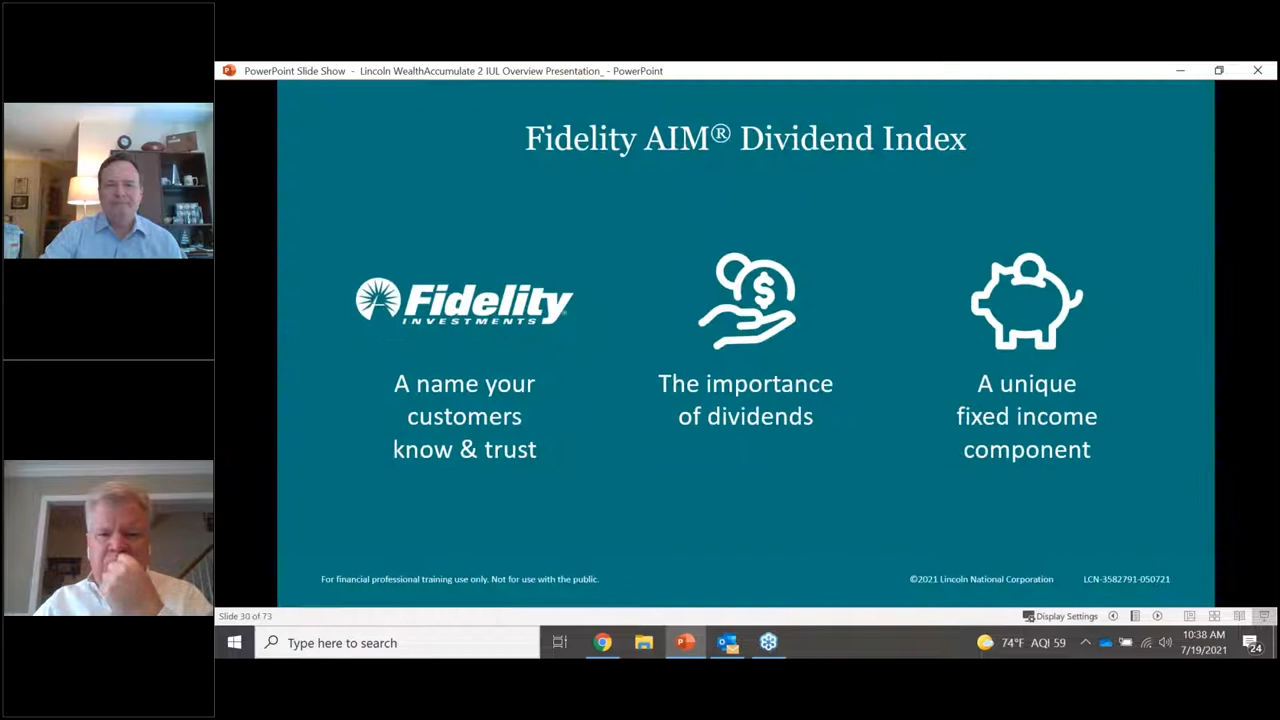 PowerPoint Slide Show - Lincoln WealthAccumulate 2 IUL Overview Presentation_ - PowerPoint
Fidelity AIM® Dividend Index
Fidelity
INVESTMENTS
A name your
customers
know & trust
The importance
of dividends
A unique
fixed income
component
For financial professional training use only. Not for use with the public.
©2021 Lincoln National Corporation
LCN-3582791-050721
Slide 30 of 73
Display Settings
Type here to search
74°F AQI 59
10:38 AM
7/19/2021
24